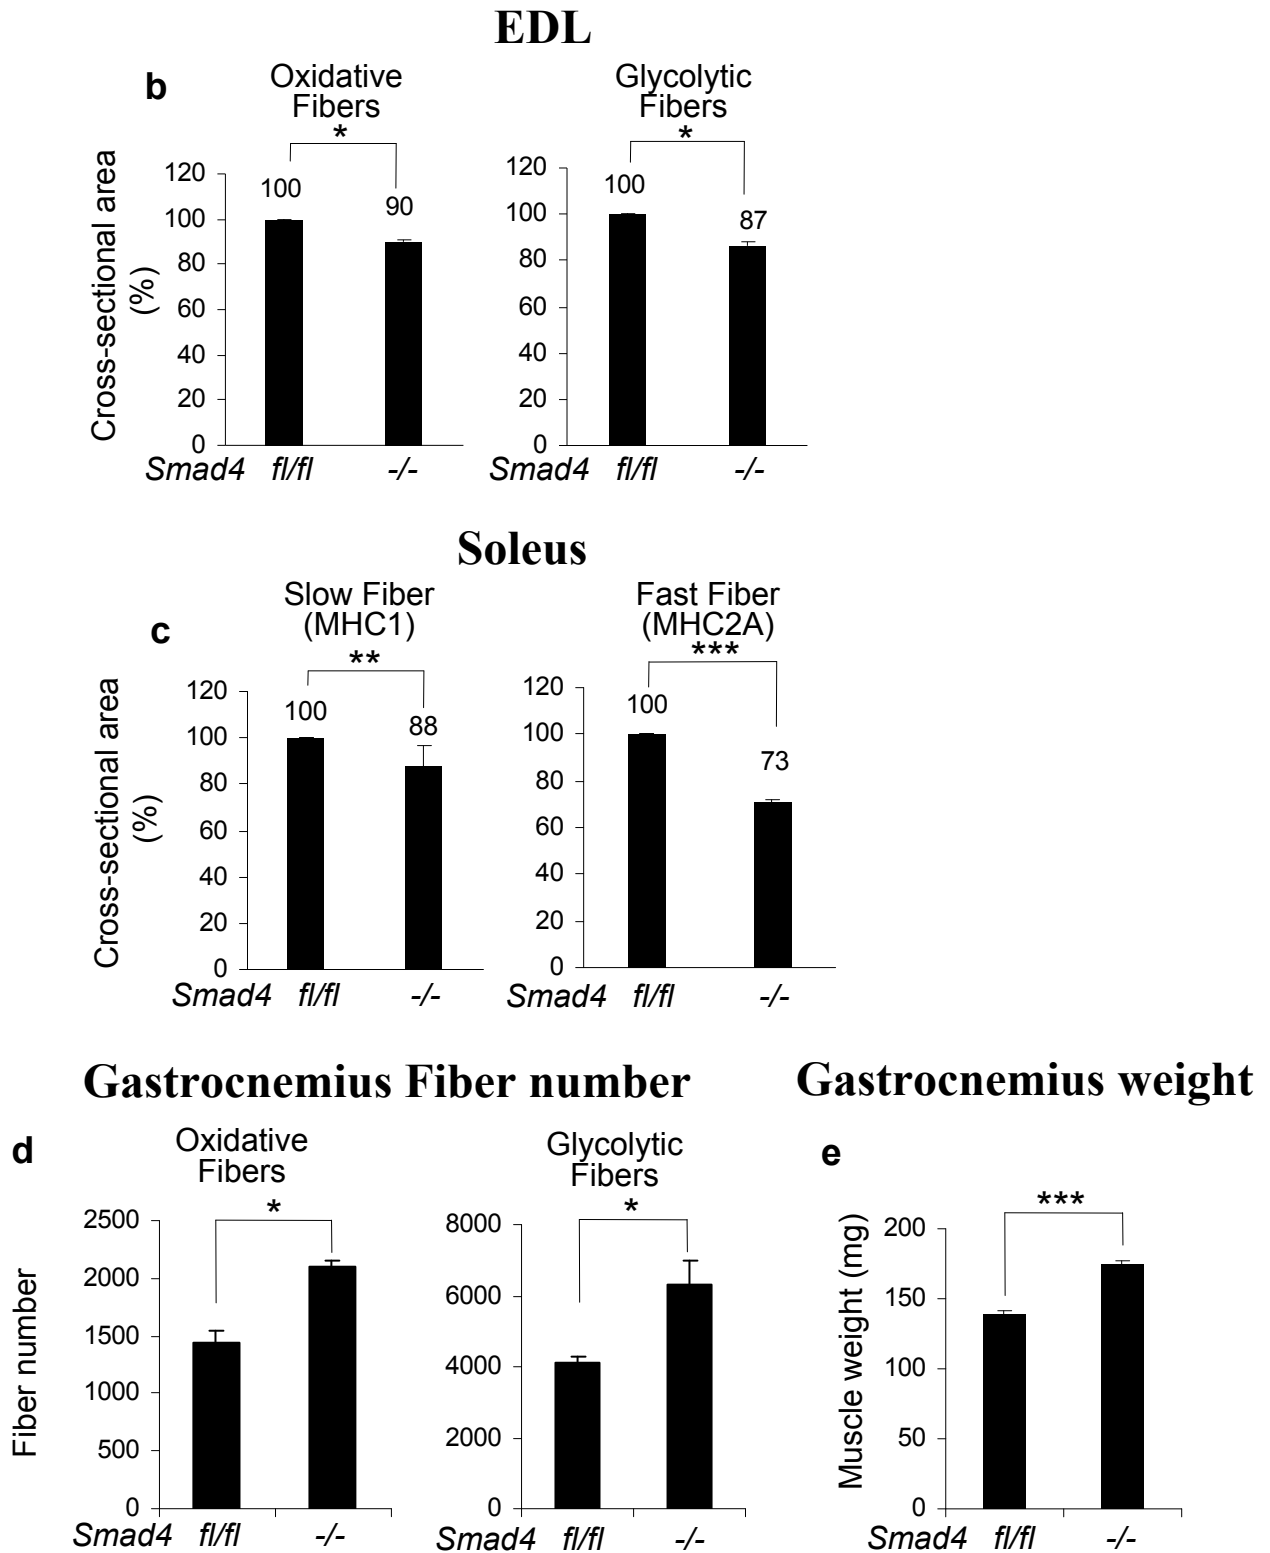 EDL
b
Oxidative
Fibers
*
Glycolytic
Fibers
*
Cross-sectional area
(%)
120
100
80
60
40
20
0
100
90
Smad4 fl/fl -/-
120
100
80
60
40
20
0
100
87
Smad4 fl/fl -/-
Soleus
c
Slow Fiber
(MHC1)
**
Fast Fiber
(MHC2A)
***
Cross-sectional area
(%)
120
100
80
60
40
20
0
100
88
Smad4 fl/fl -/-
120
100
80
60
40
20
0
100
73
Smad4 fl/fl -/-
Gastrocnemius Fiber number
d
Oxidative
Fibers
*
Fiber number
2500
2000
1500
1000
500
0
Smad4 fl/fl -/-
Glycolytic
Fibers
*
8000
6000
4000
2000
0
Smad4 fl/fl -/-
Gastrocnemius weight
e
***
Muscle weight (mg)
200
150
100
50
0
Smad4 fl/fl -/-